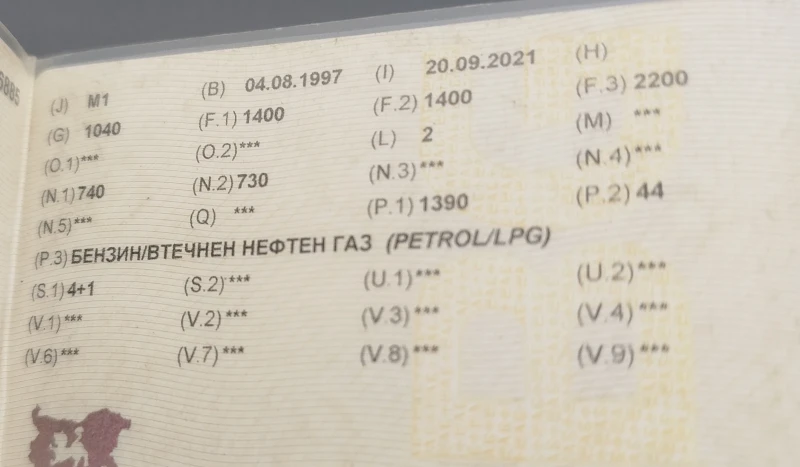 6885
(J) M1 (B) 04.08.1997 (I) 20.09.2021 (H)
(G) 1040 (F.1) 1400 (F.2) 1400 (F.3) 2200
(O.1)*** (O.2)*** (L) 2 (M) ***
(N.1) 740 (N.2) 730 (N.3)*** (N.4)***
(N.5)*** (Q) *** (P.1) 1390 (P.2) 44
(P.3) БЕНЗИН/ВТЕЧНЕН НЕФТЕН ГАЗ (PETROL/LPG)
(S.1) 4+1 (S.2)*** (U.1)*** (U.2)***
(V.1)*** (V.2)*** (V.3)*** (V.4)***
(V.6)*** (V.7)*** (V.8)*** (V.9)***